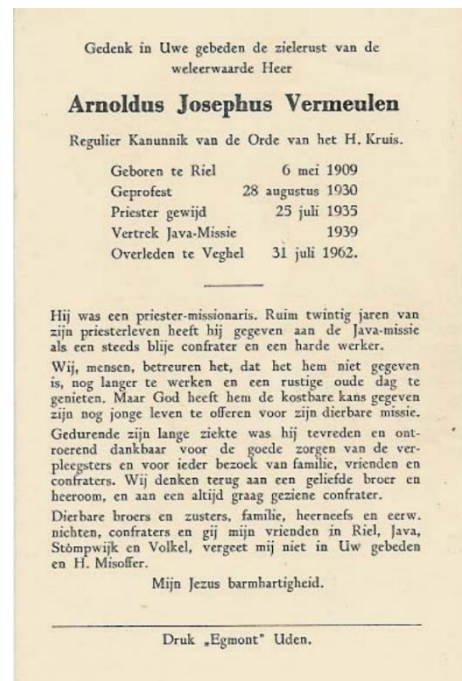 Gedenk in Uwe gebeden de zielerust van de
weleerwaarde Heer
Arnoldus Josephus Vermeulen
Regulier Kanunnik van de Orde van het H. Kruis.
Geboren te Riel 6 mei 1909
Geprofest 28 augustus 1930
Priester gewijd 25 juli 1935
Vertrek Java-Missie 1939
Overleden te Veghel 31 juli 1962.
Hij was een priester-missionaris. Ruim twintig jaren van
zijn priesterleven heeft hij gegeven aan de Java-missie
als een steeds blije confrater en een harde werker.
Wij, mensen, betreuren het, dat het hem niet gegeven
is, nog langer te werken en een rustige oude dag te
genieten. Maar God heeft hem de kostbare kans gegeven
zijn nog jonge leven te offeren voor zijn dierbare missie.
Gedurende zijn lange ziekte was hij tevreden en ont-
roerend dankbaar voor de goede zorgen van de ver-
pleegsters en voor ieder bezoek van familie, vrienden en
confraters. Wij denken terug aan een geliefde broer en
heeroom, en aan een altijd graag geziene confrater.
Dierbare broers en zusters, familie, heerneefs en eerw.
nichten, confraters en gij mijn vrienden in Riel, Java,
Stòmpwijk en Volkel, vergeet mij niet in Uw gebeden
en H. Misoffer.
Mijn Jezus barmhartigheid.
Druk „Egmont" Uden.